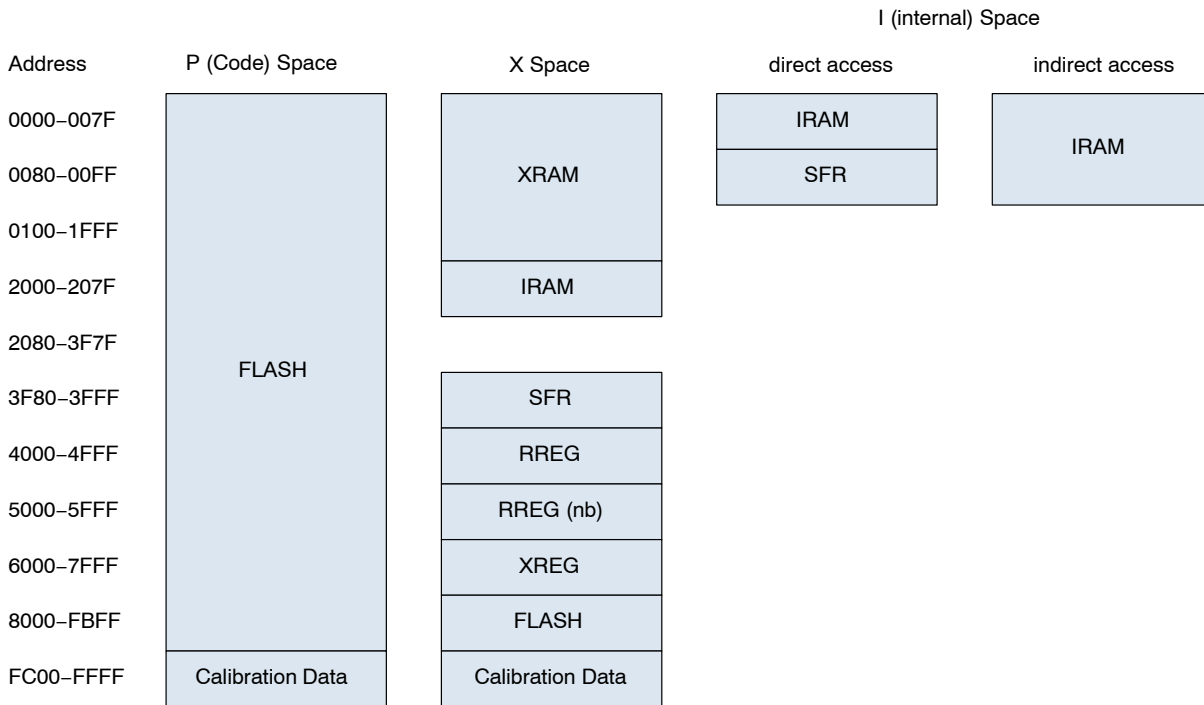 I (internal) Space
Address P (Code) Space X Space direct access indirect access
0000−007F IRAM
IRAM
0080−00FF XRAM SFR
0100−1FFF
2000−207F IRAM
2080−3F7F
FLASH
3F80−3FFF SFR
4000−4FFF RREG
5000−5FFF RREG (nb)
6000−7FFF XREG
8000−FBFF FLASH
FC00−FFFF Calibration Data Calibration Data